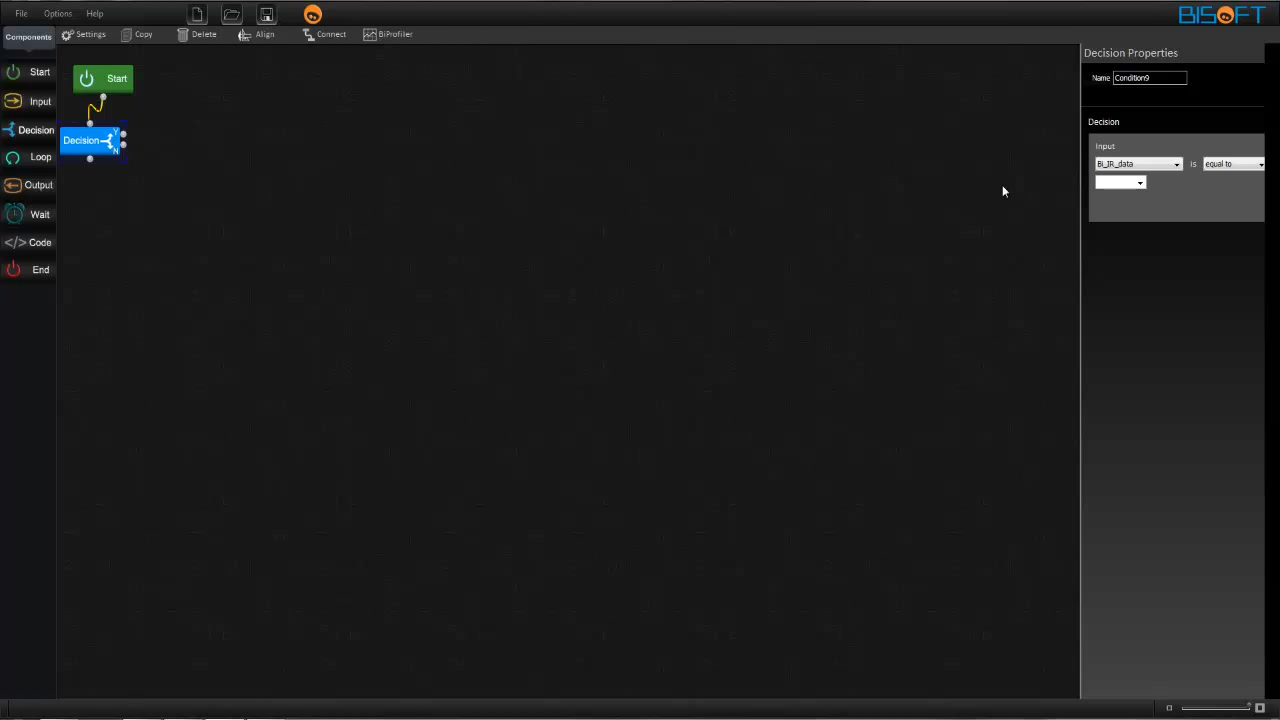 File Options Help
BISOFT
Components
Settings Copy Delete Align Connect BiProfiler
Start
Input
Decision
Loop
Output
Wait
</> Code
End
Start
Decision
Y
N
Decision Properties
Name Condition9
Decision
Input
Bi_IR_data is equal to